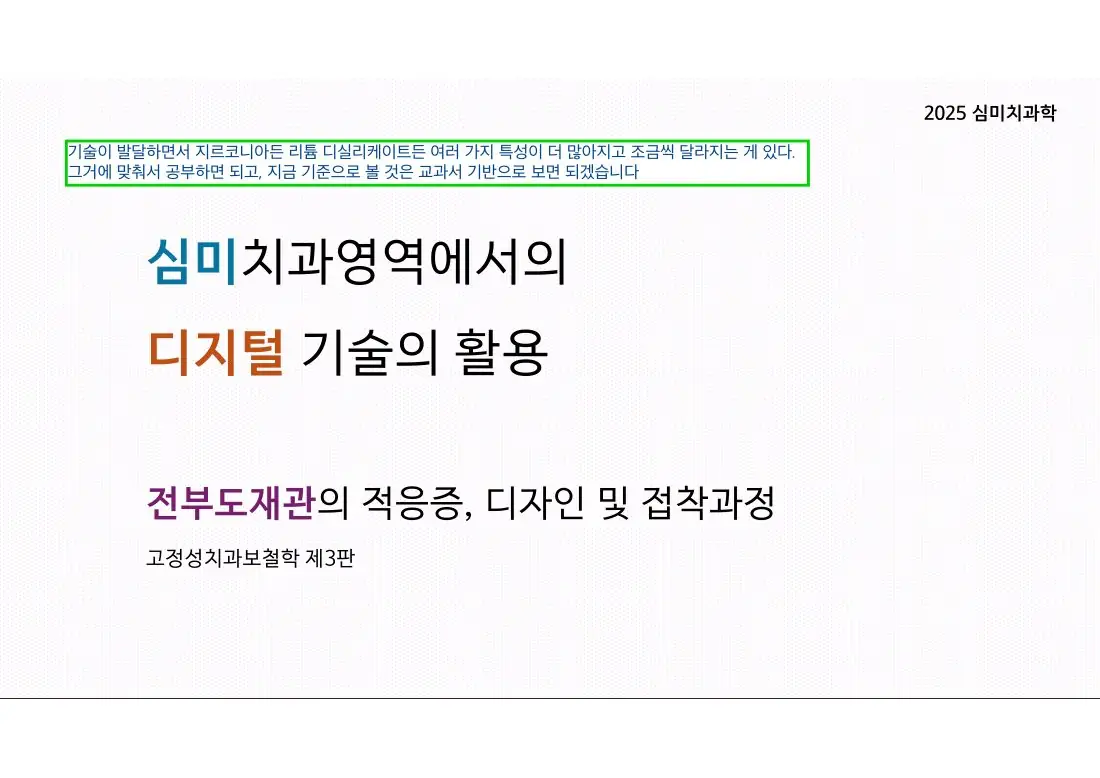 2025 심미치과학
기술이 발달하면서 지르코니아든 리튬 디실리케이트든 여러 가지 특성이 더 많아지고 조금씩 달라지는 게 있다.
그거에 맞춰서 공부하면 되고, 지금 기준으로 볼 것은 교과서 기반으로 보면 되겠습니다
심미치과영역에서의
디지털 기술의 활용
전부도재관의 적응증, 디자인 및 접착과정
고정성치과보철학 제3판